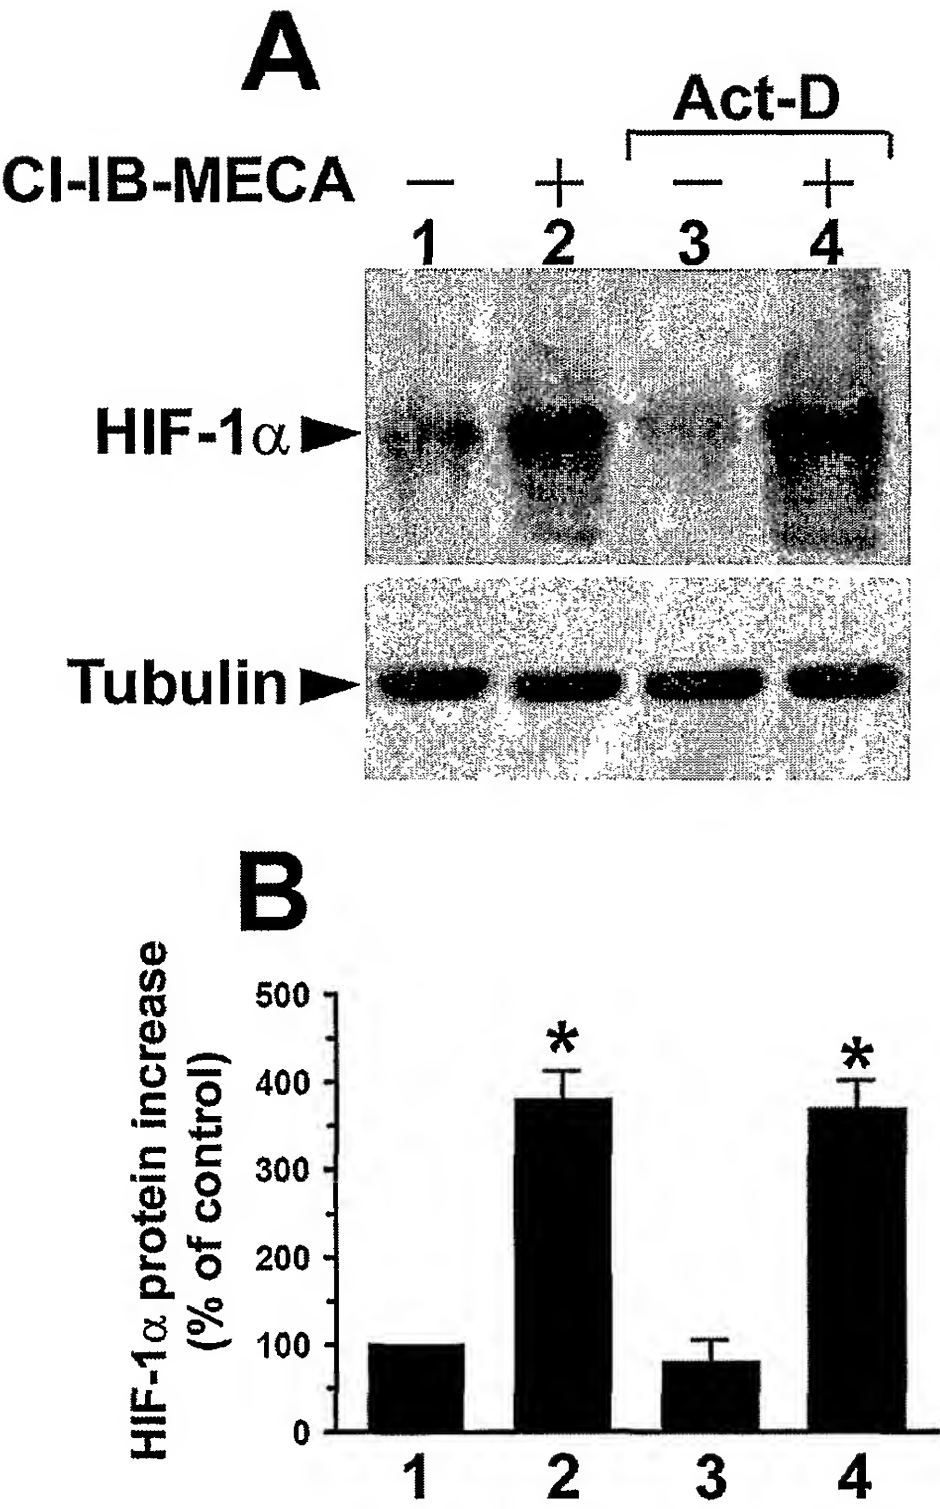 A
Act-D
CI-IB-MECA − + − +
1 2 3 4
HIF-1α
Tubulin
B
HIF-1α protein increase
(% of control)
500
400
300
200
100
0
* *
1 2 3 4